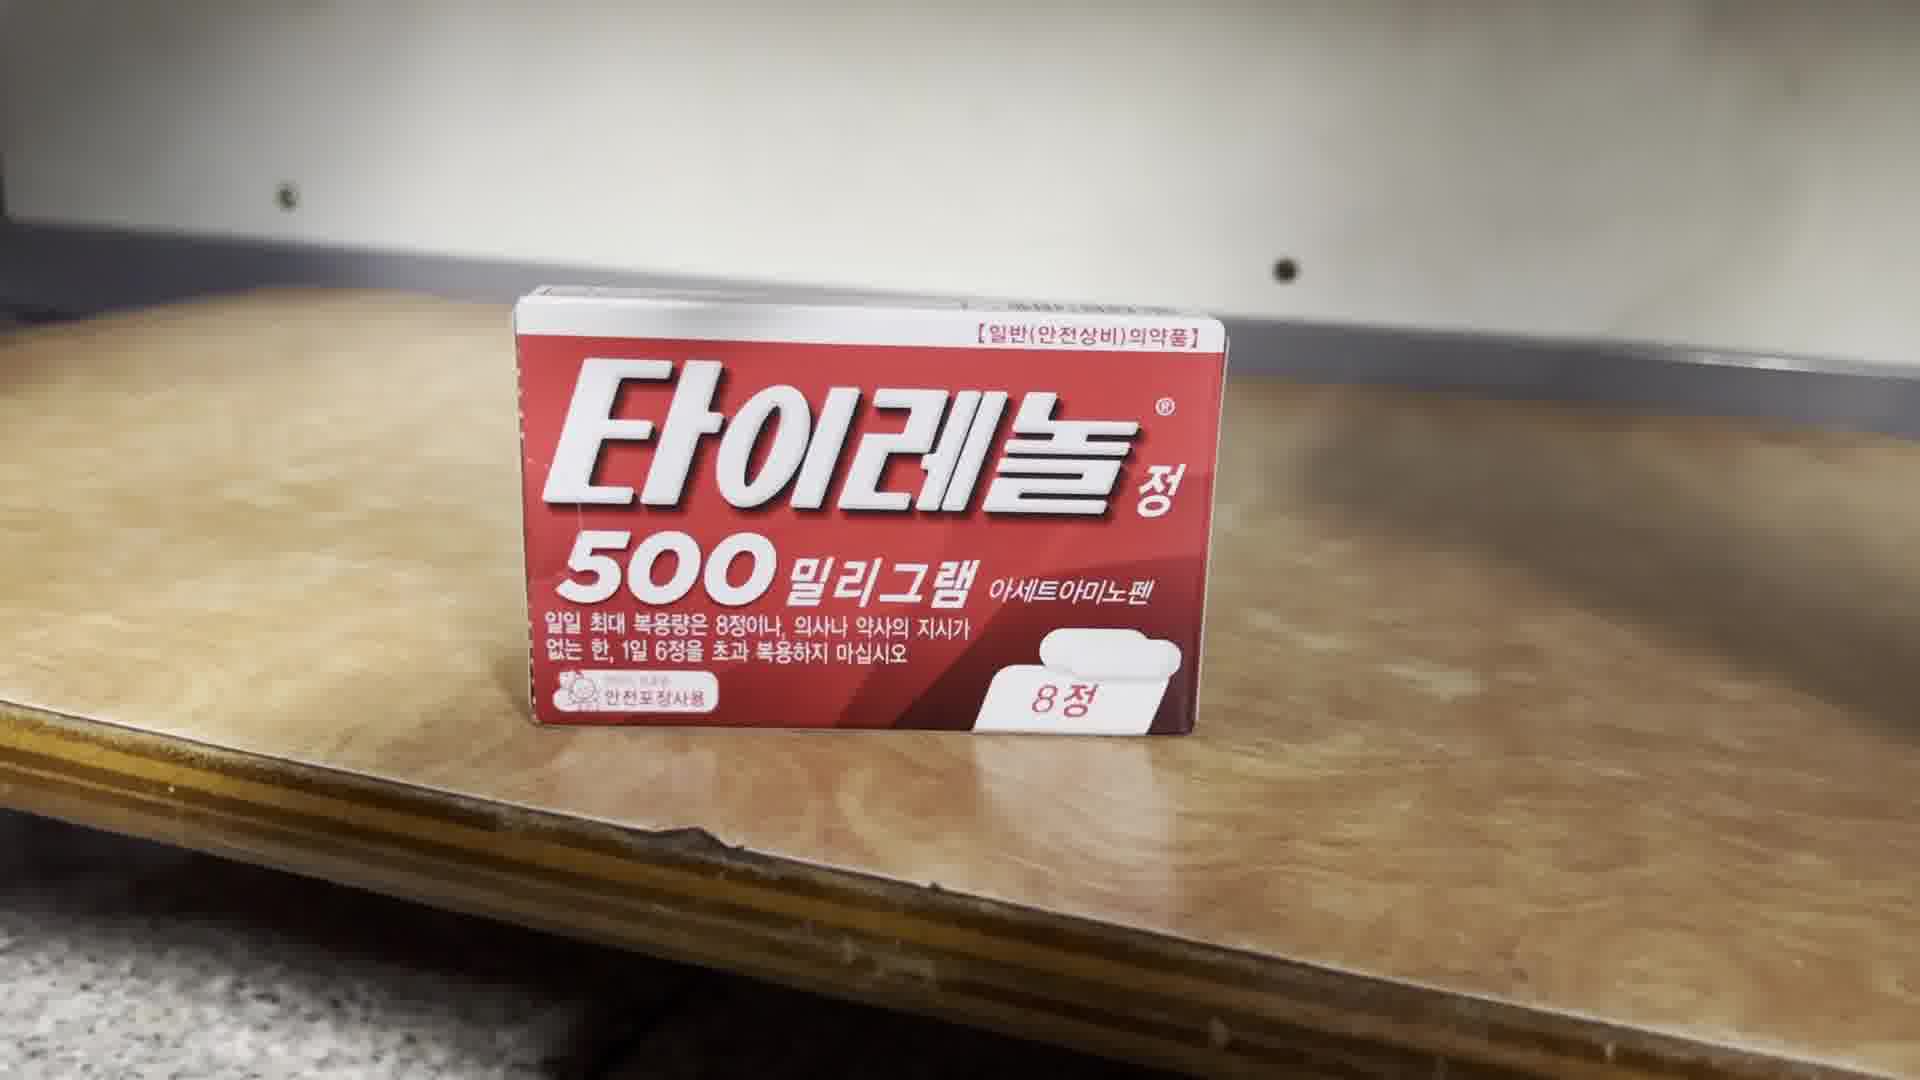 【일반(안전상비)의약품】
타이레놀®정
500 밀리그램 아세트아미노펜
일일 최대 복용량은 8정이나, 의사나 약사의 지시가
없는 한, 1일 6정을 초과 복용하지 마십시오
안전포장사용
8정